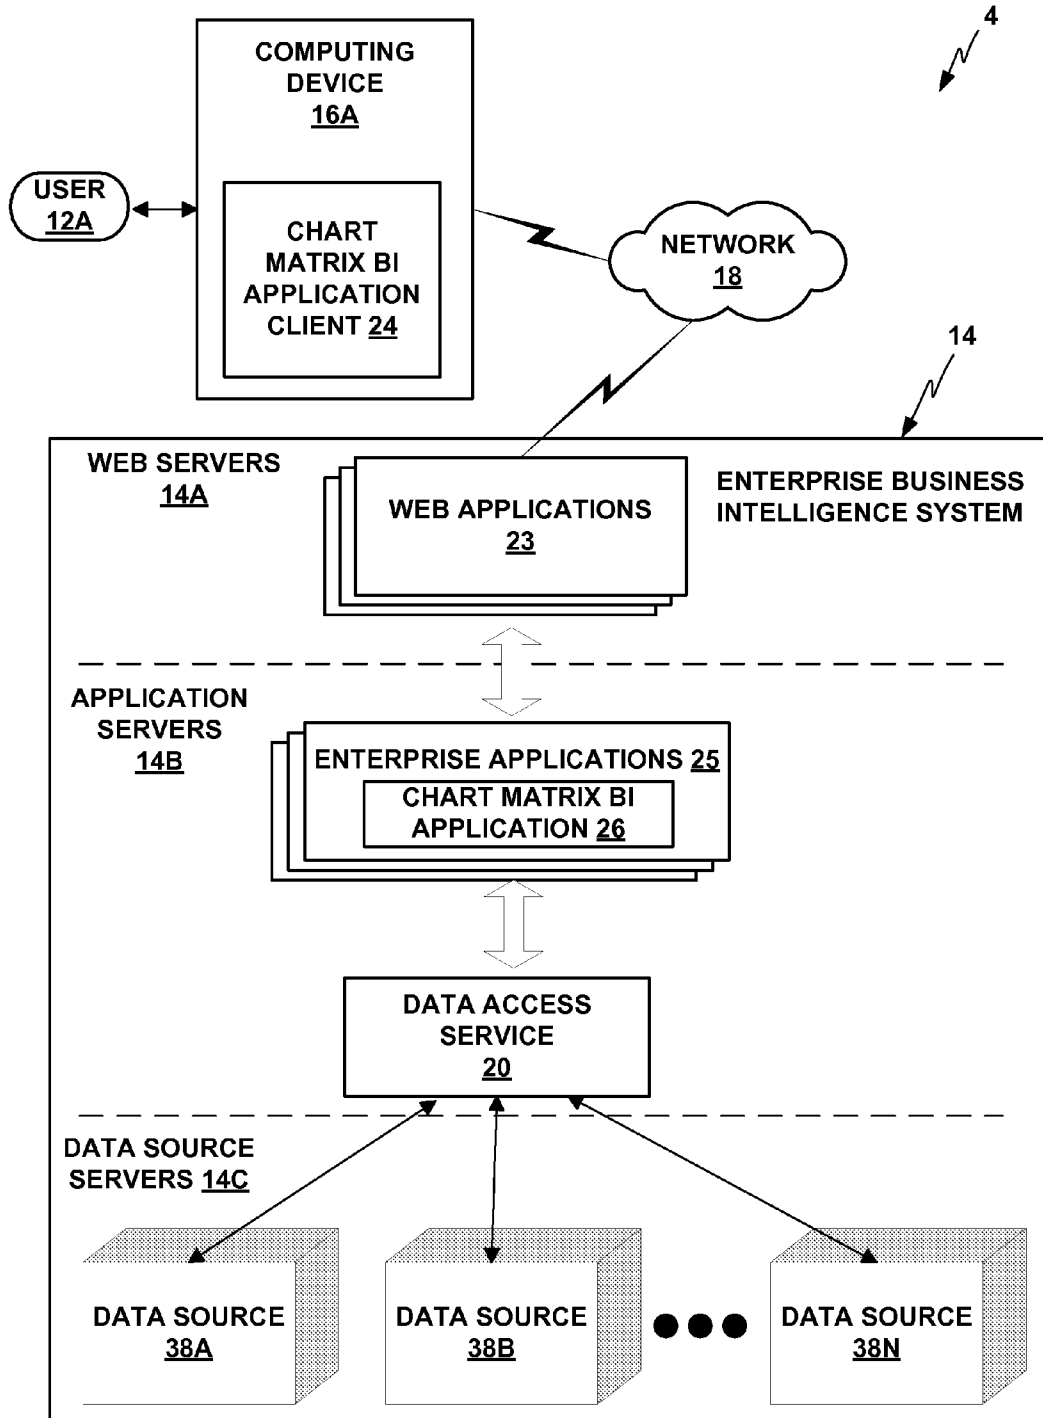 4
COMPUTING
DEVICE
16A
USER
12A
CHART
MATRIX BI
APPLICATION
CLIENT 24
NETWORK
18
14
WEB SERVERS
14A
WEB APPLICATIONS
23
ENTERPRISE BUSINESS
INTELLIGENCE SYSTEM
APPLICATION
SERVERS
14B
ENTERPRISE APPLICATIONS 25
CHART MATRIX BI
APPLICATION 26
DATA ACCESS
SERVICE
20
DATA SOURCE
SERVERS 14C
DATA SOURCE
38A
DATA SOURCE
38B
DATA SOURCE
38N